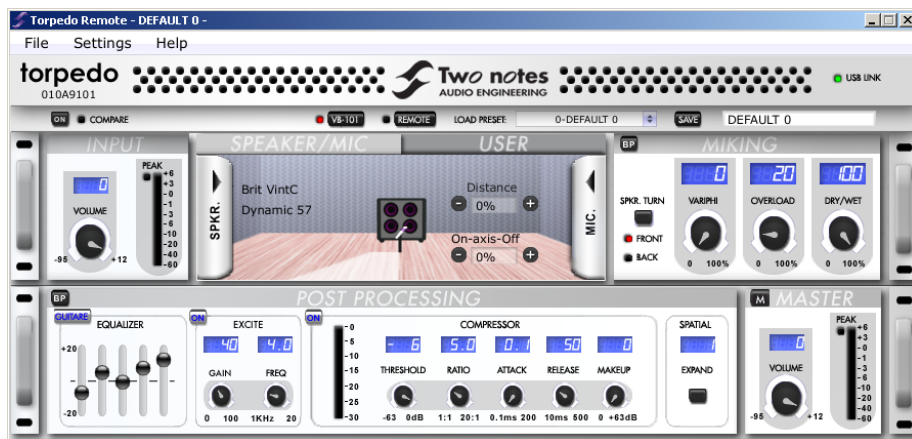 Torpedo Remote - DEFAULT 0 -
File Settings Help
torpedo
010A9101
Two notes
AUDIO ENGINEERING
USB LINK
ON COMPARE VB-101 REMOTE LOAD PRESET: 0-DEFAULT 0 SAVE DEFAULT 0
INPUT
PEAK
+6
+3
0
-3
-6
-10
-20
-40
-60
0
VOLUME
-95 +12
SPEAKER/MIC USER
SPKR.
Brit VintC
Dynamic 57
Distance
- 0% +
On-axis-Off
- 0% +
MIC.
BP MIKING
0 20 100
SPKR. TURN VARIPHI OVERLOAD DRY/WET
FRONT
BACK
0 100% 0 100% 0 100%
BP POST PROCESSING
GUITARE EQUALIZER
+20
-20
ON EXCITE
40 4.0
GAIN FREQ
0 100 1KHz 20
ON COMPRESSOR
-0
-5
-10
-15
-20
-25
-30
- 6 5.0 0.1 50 0
THRESHOLD RATIO ATTACK RELEASE MAKEUP
-63 0dB 1:1 20:1 0.1ms 200 10ms 500 0 +63dB
SPATIAL
1
EXPAND
M MASTER
PEAK
+6
+3
0
-3
-6
-10
-20
-40
-60
0
VOLUME
-95 +12